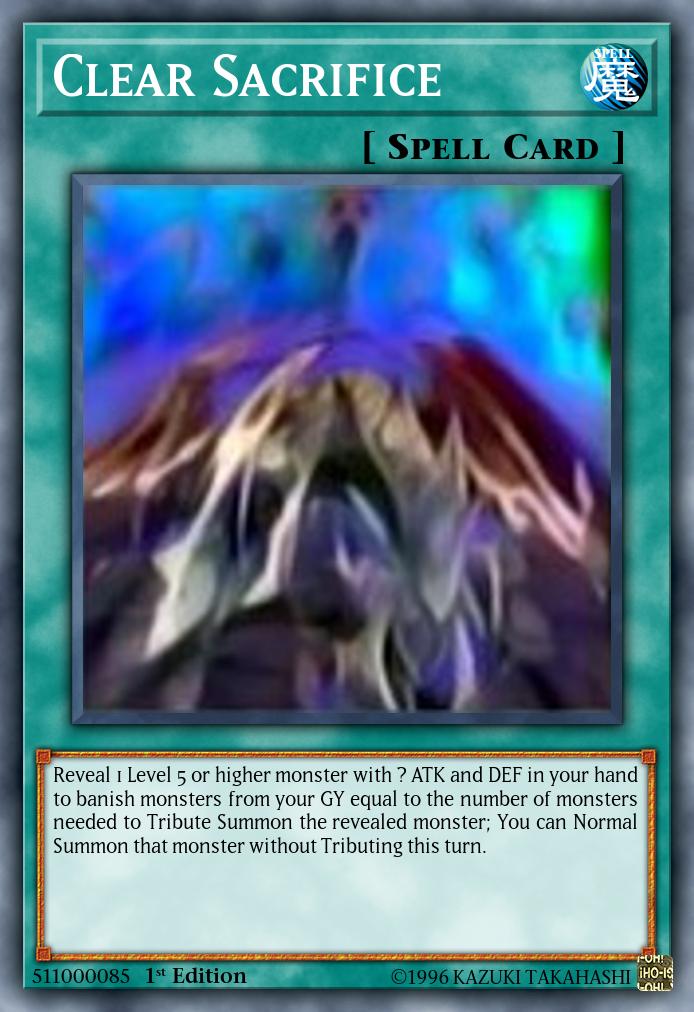 Clear Sacrifice
SPELL
魔
[ Spell Card ]
Reveal 1 Level 5 or higher monster with ? ATK and DEF in your hand
to banish monsters from your GY equal to the number of monsters
needed to Tribute Summon the revealed monster; You can Normal
Summon that monster without Tributing this turn.
511000085 1st Edition ©1996 KAZUKI TAKAHASHI